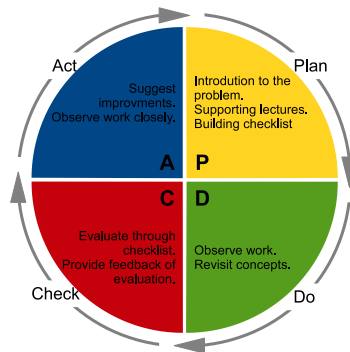 Act
Plan
Suggest
improvments.
Observe work closely.
Introdution to the
problem.
Supporting lectures.
Building checklist
A
P
C
D
Evaluate through
checklist.
Provide feedback of
evaluation.
Observe work.
Revisit concepts.
Check
Do